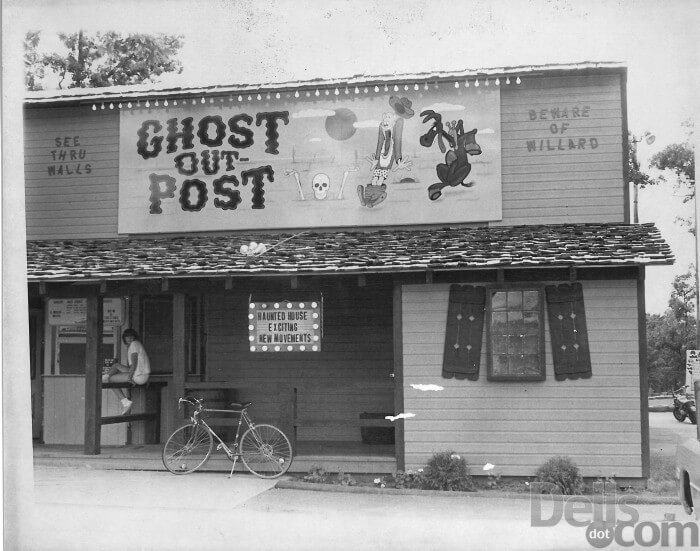 GHOST
OUT-
POST
SEE
THRU
WALLS
BEWARE
OF
WILLARD
HAUNTED HOUSE
EXCITING
NEW MOVEMENTS
Dells
dot com